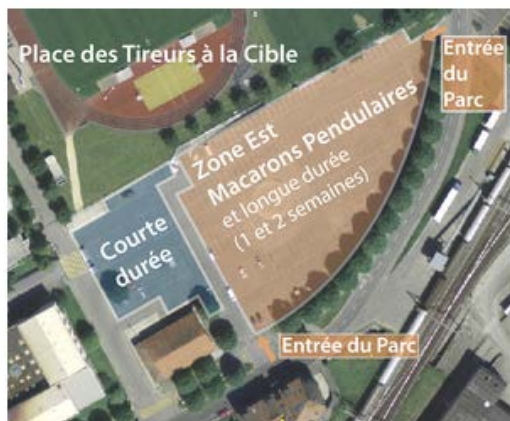 Place des Tireurs à la Cible
Entrée
du
Parc
Zone Est
Macarons Pendulaires
et longue durée
(1 et 2 semaines)
Courte
durée
Entrée du Parc